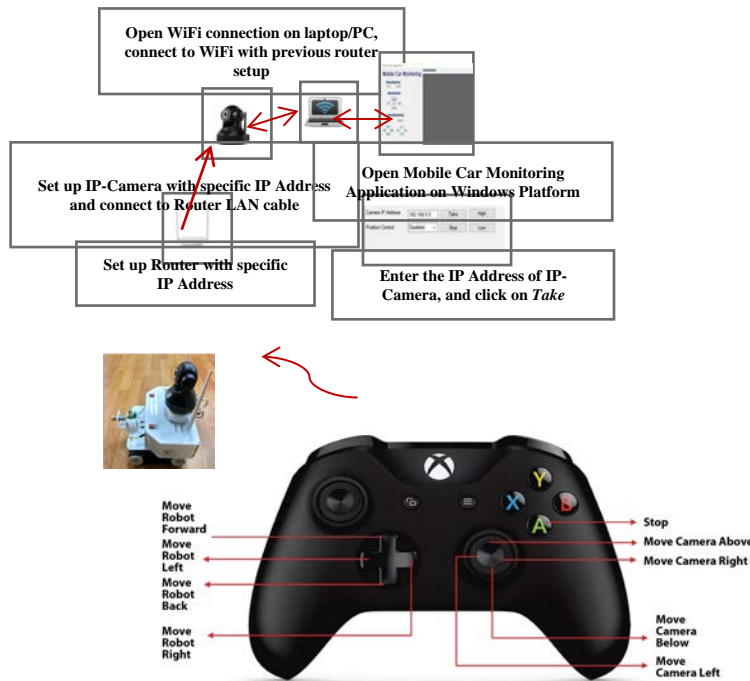 Open WiFi connection on laptop/PC,
connect to WiFi with previous router
setup
Mobile Car Monitoring
Set up IP-Camera with specific IP Address
and connect to Router LAN cable
Open Mobile Car Monitoring
Application on Windows Platform
Camera IP Address 192.168.0.5 Take High
Position Control Disabled Stop Low
Set up Router with specific
IP Address
Enter the IP Address of IP-
Camera, and click on Take
Y
X
B
A
Move
Robot
Forward
Move
Robot
Left
Move
Robot
Back
Move
Robot
Right
Stop
Move Camera Above
Move Camera Right
Move
Camera
Below
Move
Camera Left